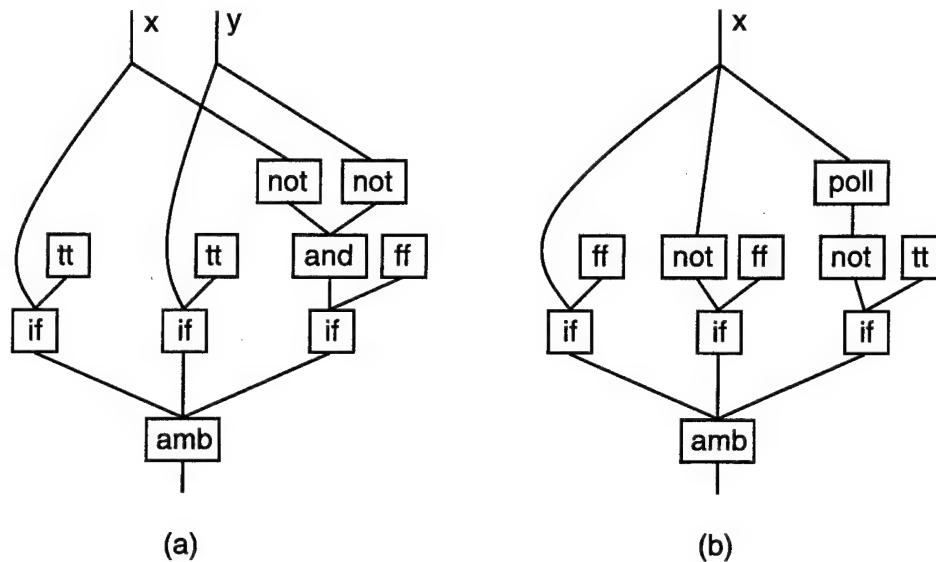 x y x
not not poll
tt tt and ff ff not ff not tt
if if if if if if
amb amb
(a) (b)